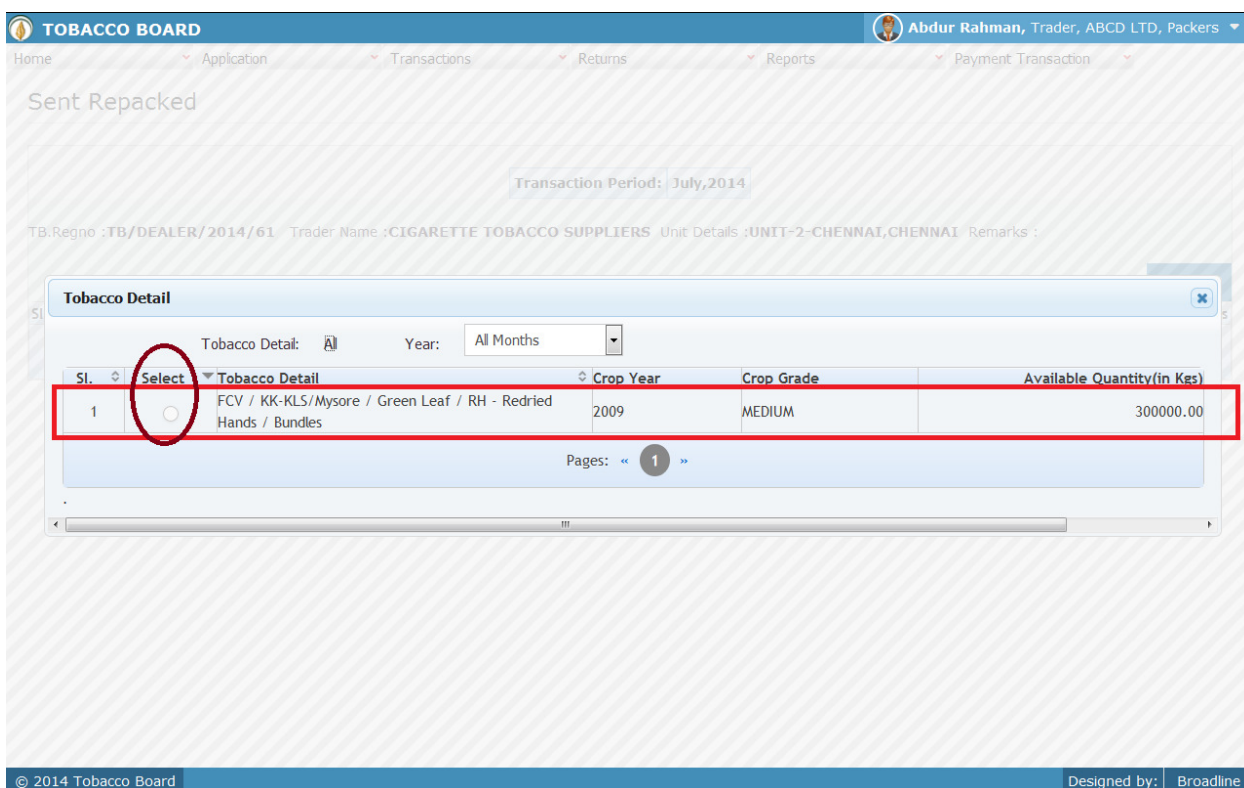 TOBACCO BOARD
Abdur Rahman, Trader, ABCD LTD, Packers
Home Application Transactions Returns Reports Payment Transaction
Sent Repacked
Transaction Period: July,2014
TB.Regno :TB/DEALER/2014/61 Trader Name :CIGARETTE TOBACCO SUPPLIERS Unit Details :UNIT-2-CHENNAI,CHENNAI Remarks :
Tobacco Detail
Tobacco Detail: All Year: All Months
Sl. Select Tobacco Detail Crop Year Crop Grade Available Quantity(in Kgs)
1 FCV / KK-KLS/Mysore / Green Leaf / RH - Redried Hands / Bundles 2009 MEDIUM 300000.00
Pages: « 1 »
.
© 2014 Tobacco Board Designed by: Broadline